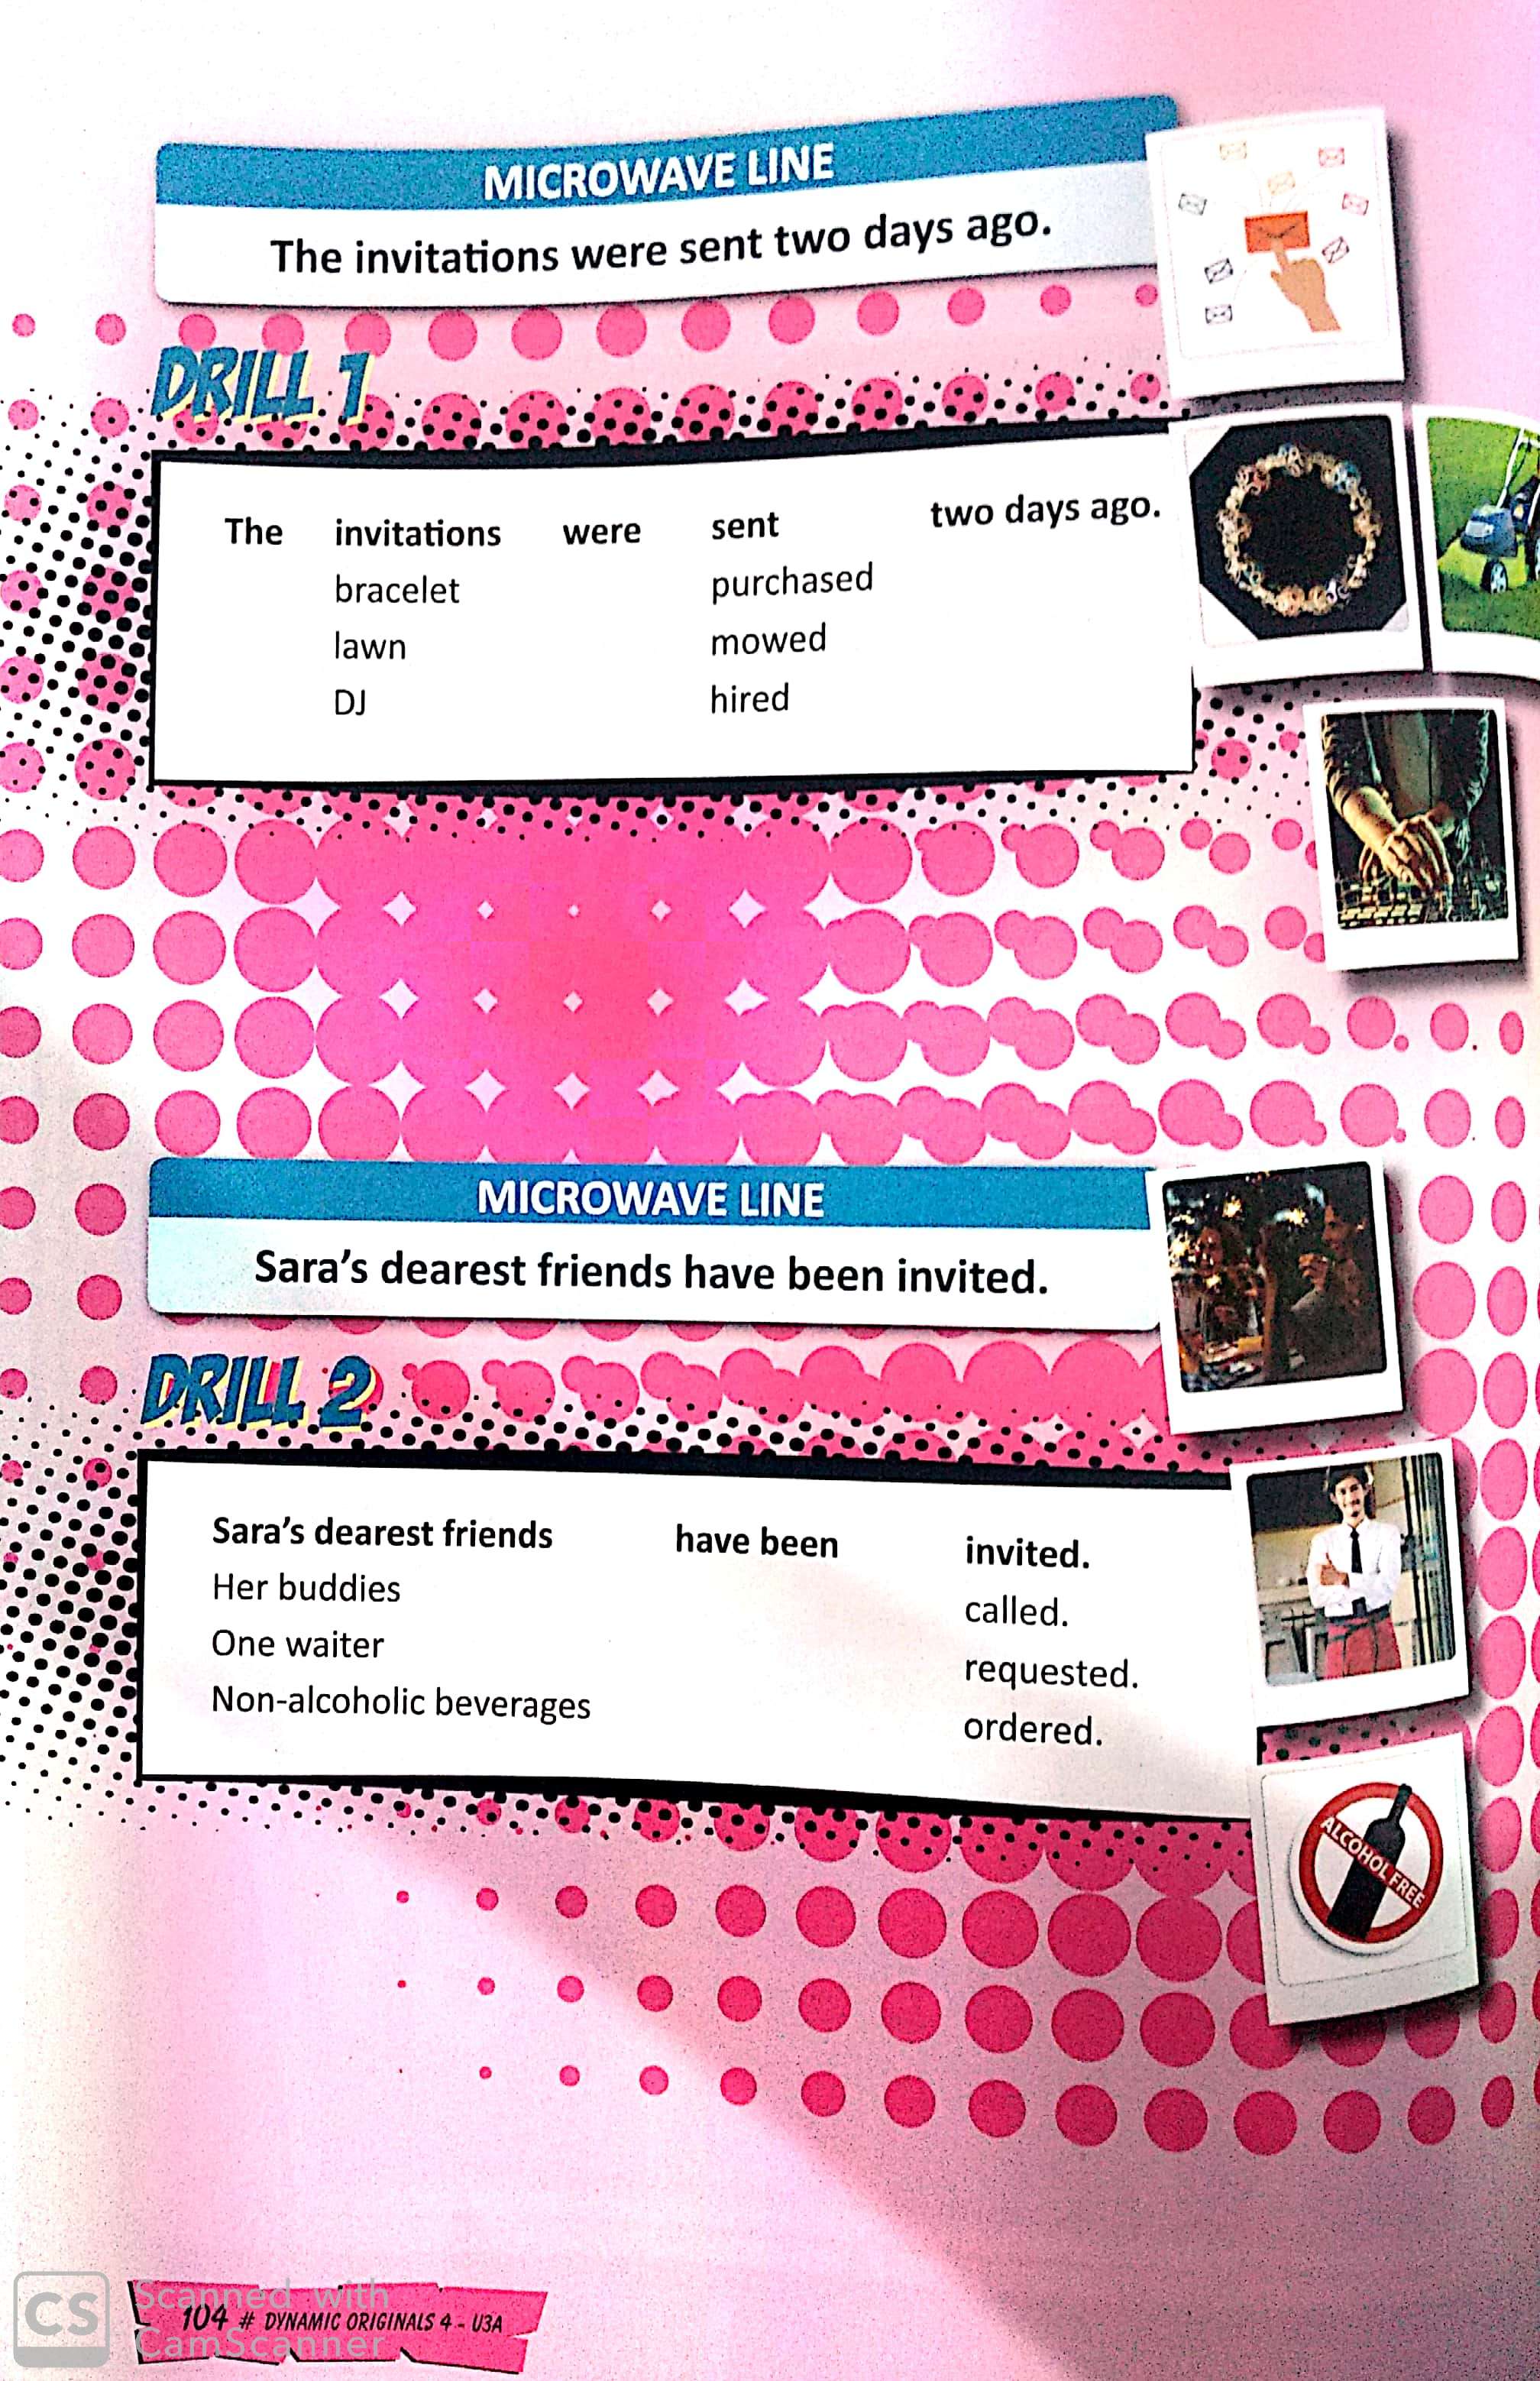 MICROWAVE LINE
The invitations were sent two days ago.
DRILL 1
The invitations were sent two days ago.
bracelet purchased
lawn mowed
DJ hired
MICROWAVE LINE
Sara's dearest friends have been invited.
DRILL 2
Sara's dearest friends have been invited.
Her buddies called.
One waiter requested.
Non-alcoholic beverages ordered.
ALCOHOL FREE
104 # DYNAMIC ORIGINALS 4 - U3A
CS Scanned with
CamScanner